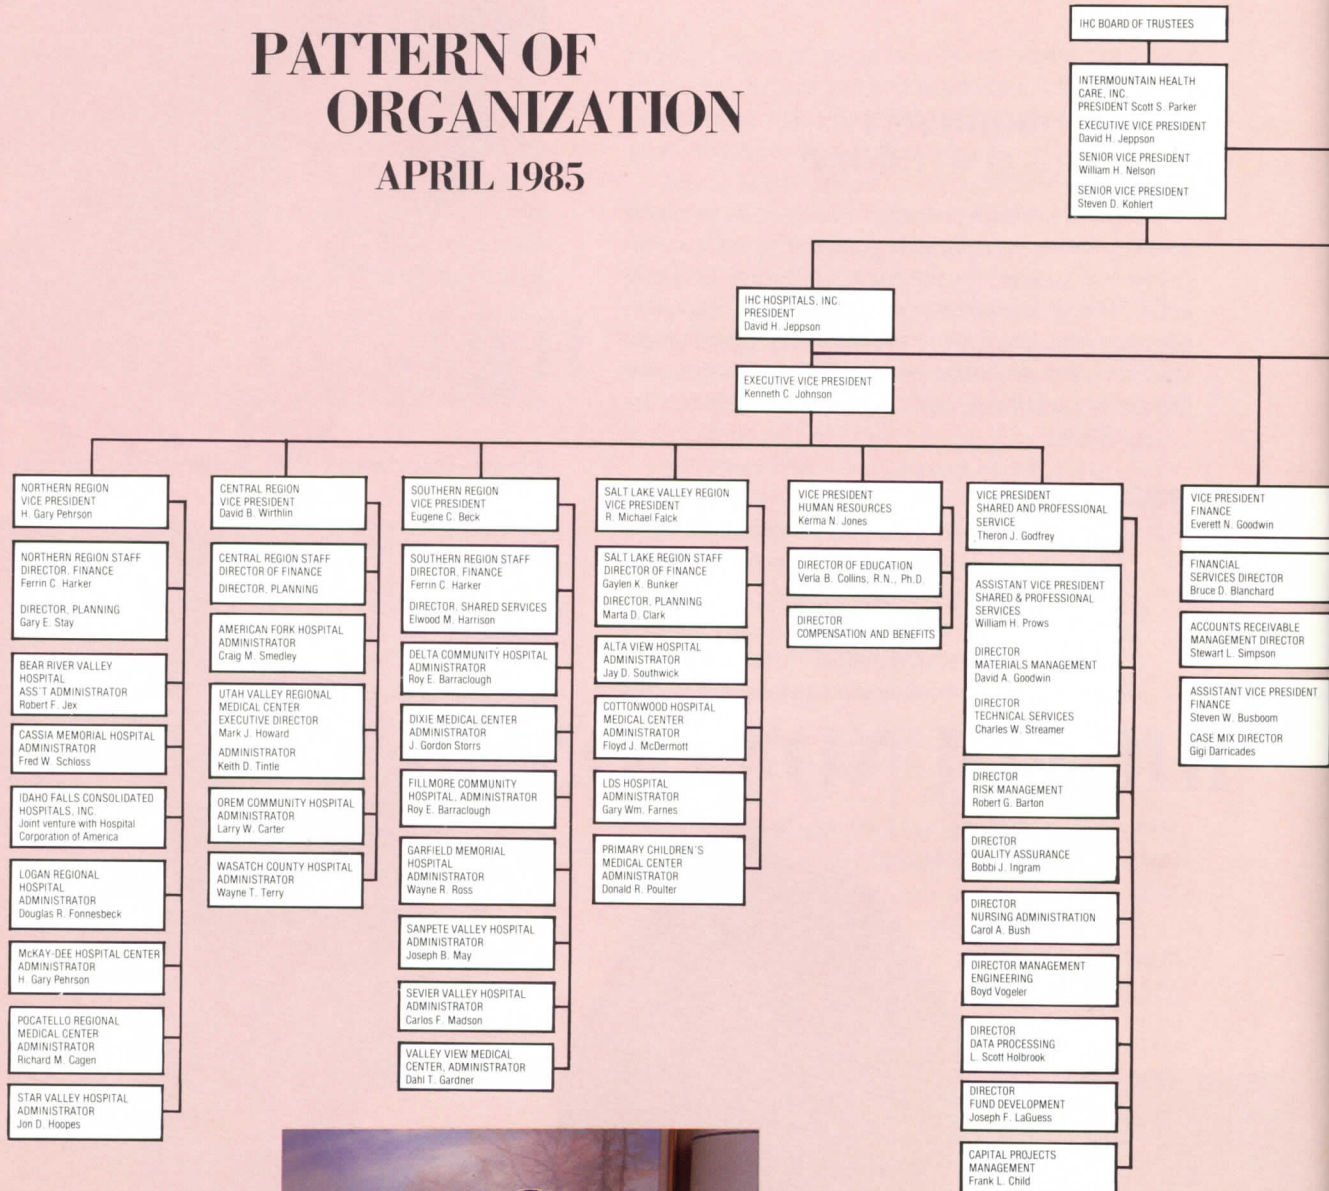 PATTERN OF
ORGANIZATION
APRIL 1985
IHC BOARD OF TRUSTEES
INTERMOUNTAIN HEALTH
CARE, INC.
PRESIDENT Scott S. Parker
EXECUTIVE VICE PRESIDENT
David H. Jeppson
SENIOR VICE PRESIDENT
William H. Nelson
SENIOR VICE PRESIDENT
Steven D. Kohlert
IHC HOSPITALS, INC.
PRESIDENT
David H. Jeppson
EXECUTIVE VICE PRESIDENT
Kenneth C. Johnson
NORTHERN REGION
VICE PRESIDENT
H. Gary Pehrson
NORTHERN REGION STAFF
DIRECTOR, FINANCE
Ferrin C. Harker
DIRECTOR, PLANNING
Gary E. Stay
BEAR RIVER VALLEY
HOSPITAL
ASS'T ADMINISTRATOR
Robert F. Jex
CASSIA MEMORIAL HOSPITAL
ADMINISTRATOR
Fred W. Schloss
IDAHO FALLS CONSOLIDATED
HOSPITALS, INC.
Joint venture with Hospital
Corporation of America
LOGAN REGIONAL
HOSPITAL
ADMINISTRATOR
Douglas R. Fonnesbeck
McKAY-DEE HOSPITAL CENTER
ADMINISTRATOR
H. Gary Pehrson
POCATELLO REGIONAL
MEDICAL CENTER
ADMINISTRATOR
Richard M. Cagen
STAR VALLEY HOSPITAL
ADMINISTRATOR
Jon D. Hoopes
CENTRAL REGION
VICE PRESIDENT
David B. Wirthlin
CENTRAL REGION STAFF
DIRECTOR OF FINANCE
DIRECTOR, PLANNING
AMERICAN FORK HOSPITAL
ADMINISTRATOR
Craig M. Smedley
UTAH VALLEY REGIONAL
MEDICAL CENTER
EXECUTIVE DIRECTOR
Mark J. Howard
ADMINISTRATOR
Keith D. Tintle
OREM COMMUNITY HOSPITAL
ADMINISTRATOR
Larry W. Carter
WASATCH COUNTY HOSPITAL
ADMINISTRATOR
Wayne T. Terry
SOUTHERN REGION
VICE PRESIDENT
Eugene C. Beck
SOUTHERN REGION STAFF
DIRECTOR, FINANCE
Ferrin C. Harker
DIRECTOR, SHARED SERVICES
Elwood M. Harrison
DELTA COMMUNITY HOSPITAL
ADMINISTRATOR
Roy E. Barraclough
DIXIE MEDICAL CENTER
ADMINISTRATOR
J. Gordon Storrs
FILLMORE COMMUNITY
HOSPITAL, ADMINISTRATOR
Roy E. Barraclough
GARFIELD MEMORIAL
HOSPITAL
ADMINISTRATOR
Wayne R. Ross
SANPETE VALLEY HOSPITAL
ADMINISTRATOR
Joseph B. May
SEVIER VALLEY HOSPITAL
ADMINISTRATOR
Carlos F. Madson
VALLEY VIEW MEDICAL
CENTER, ADMINISTRATOR
Dahl T. Gardner
SALT LAKE VALLEY REGION
VICE PRESIDENT
R. Michael Falck
SALT LAKE REGION STAFF
DIRECTOR OF FINANCE
Gaylen K. Bunker
DIRECTOR, PLANNING
Marta D. Clark
ALTA VIEW HOSPITAL
ADMINISTRATOR
Jay D. Southwick
COTTONWOOD HOSPITAL
MEDICAL CENTER
ADMINISTRATOR
Floyd J. McDermott
LDS HOSPITAL
ADMINISTRATOR
Gary Wm. Farnes
PRIMARY CHILDREN'S
MEDICAL CENTER
ADMINISTRATOR
Donald R. Poulter
VICE PRESIDENT
HUMAN RESOURCES
Kerma N. Jones
DIRECTOR OF EDUCATION
Verla B. Collins, R.N., Ph.D.
DIRECTOR
COMPENSATION AND BENEFITS
VICE PRESIDENT
SHARED AND PROFESSIONAL
SERVICE
Theron J. Godfrey
ASSISTANT VICE PRESIDENT
SHARED & PROFESSIONAL
SERVICES
William H. Prows
DIRECTOR
MATERIALS MANAGEMENT
David A. Goodwin
DIRECTOR
TECHNICAL SERVICES
Charles W. Streamer
DIRECTOR
RISK MANAGEMENT
Robert G. Barton
DIRECTOR
QUALITY ASSURANCE
Bobbi J. Ingram
DIRECTOR
NURSING ADMINISTRATION
Carol A. Bush
DIRECTOR MANAGEMENT
ENGINEERING
Boyd Vogeler
DIRECTOR
DATA PROCESSING
L. Scott Holbrook
DIRECTOR
FUND DEVELOPMENT
Joseph F. LaGuess
CAPITAL PROJECTS
MANAGEMENT
Frank L. Child
VICE PRESIDENT
FINANCE
Everett N. Goodwin
FINANCIAL
SERVICES DIRECTOR
Bruce D. Blanchard
ACCOUNTS RECEIVABLE
MANAGEMENT DIRECTOR
Stewart L. Simpson
ASSISTANT VICE PRESIDENT
FINANCE
Steven W. Busboom
CASE MIX DIRECTOR
Gigi Darricades